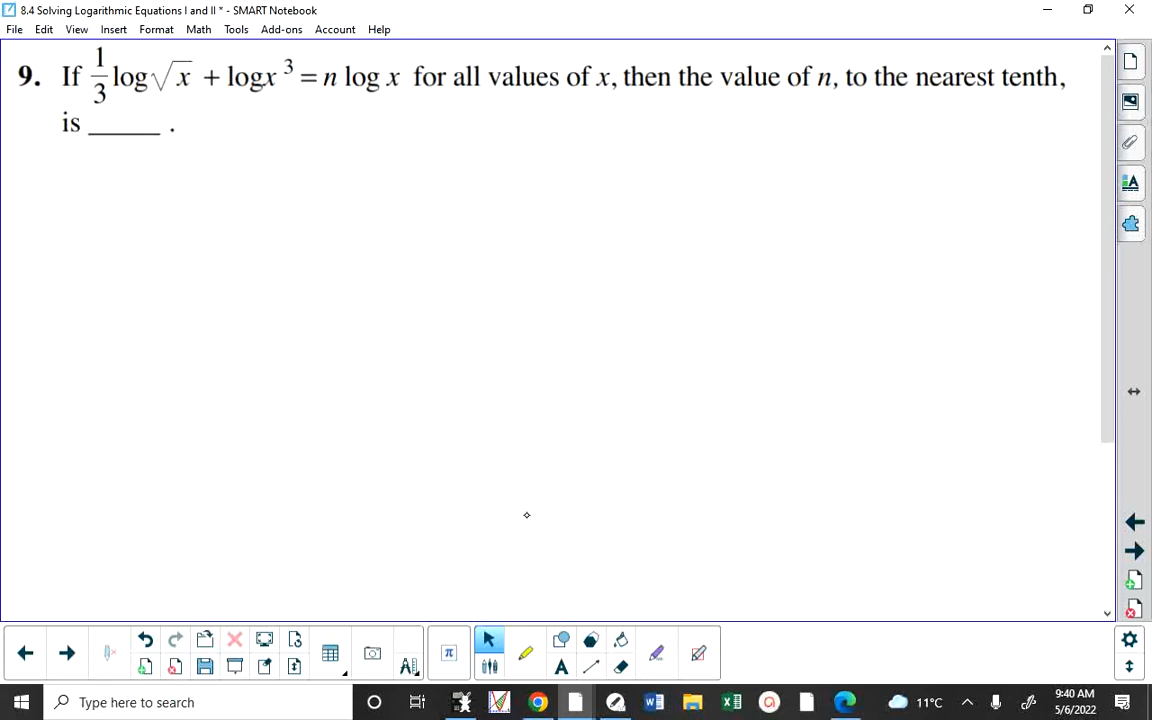 8.4 Solving Logarithmic Equations I and II * - SMART Notebook
File Edit View Insert Format Math Tools Add-ons Account Help
9. If 1/3 log √x + log x³ = n log x for all values of x, then the value of n, to the nearest tenth,
is ______ .
Type here to search
11°C
9:40 AM
5/6/2022